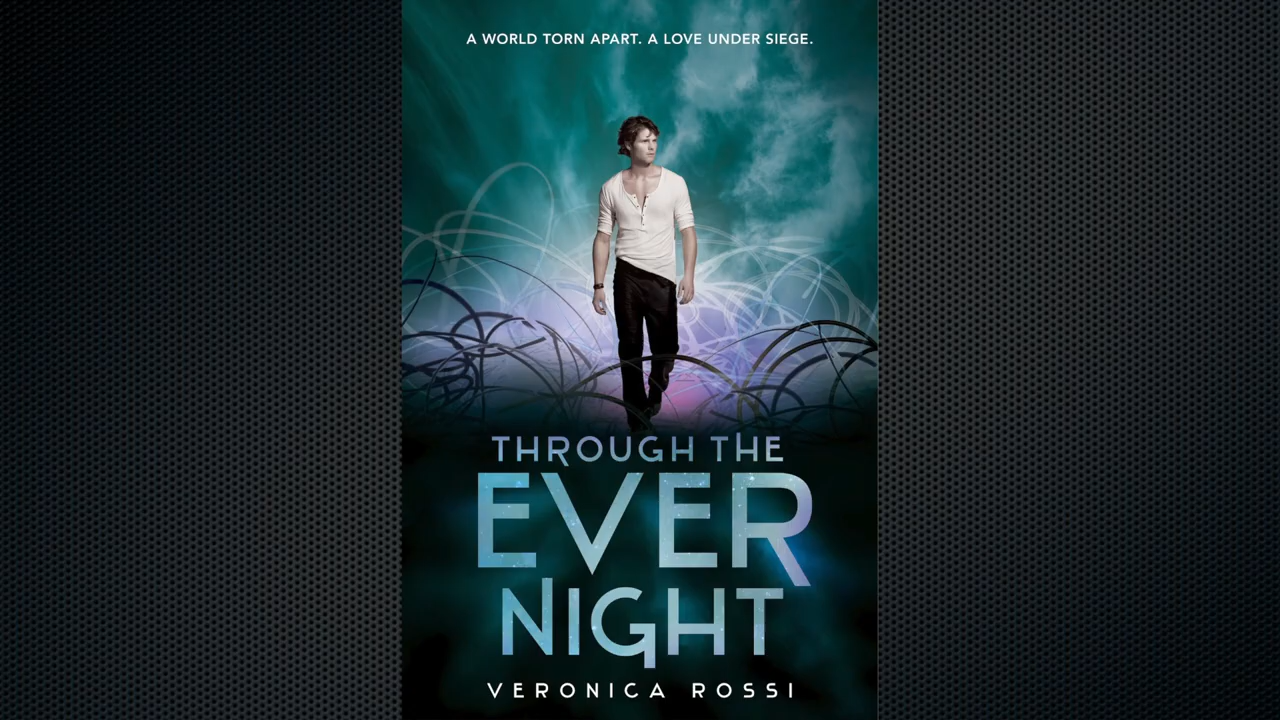 A WORLD TORN APART. A LOVE UNDER SIEGE.
THROUGH THE
EVER
NIGHT
VERONICA ROSSI